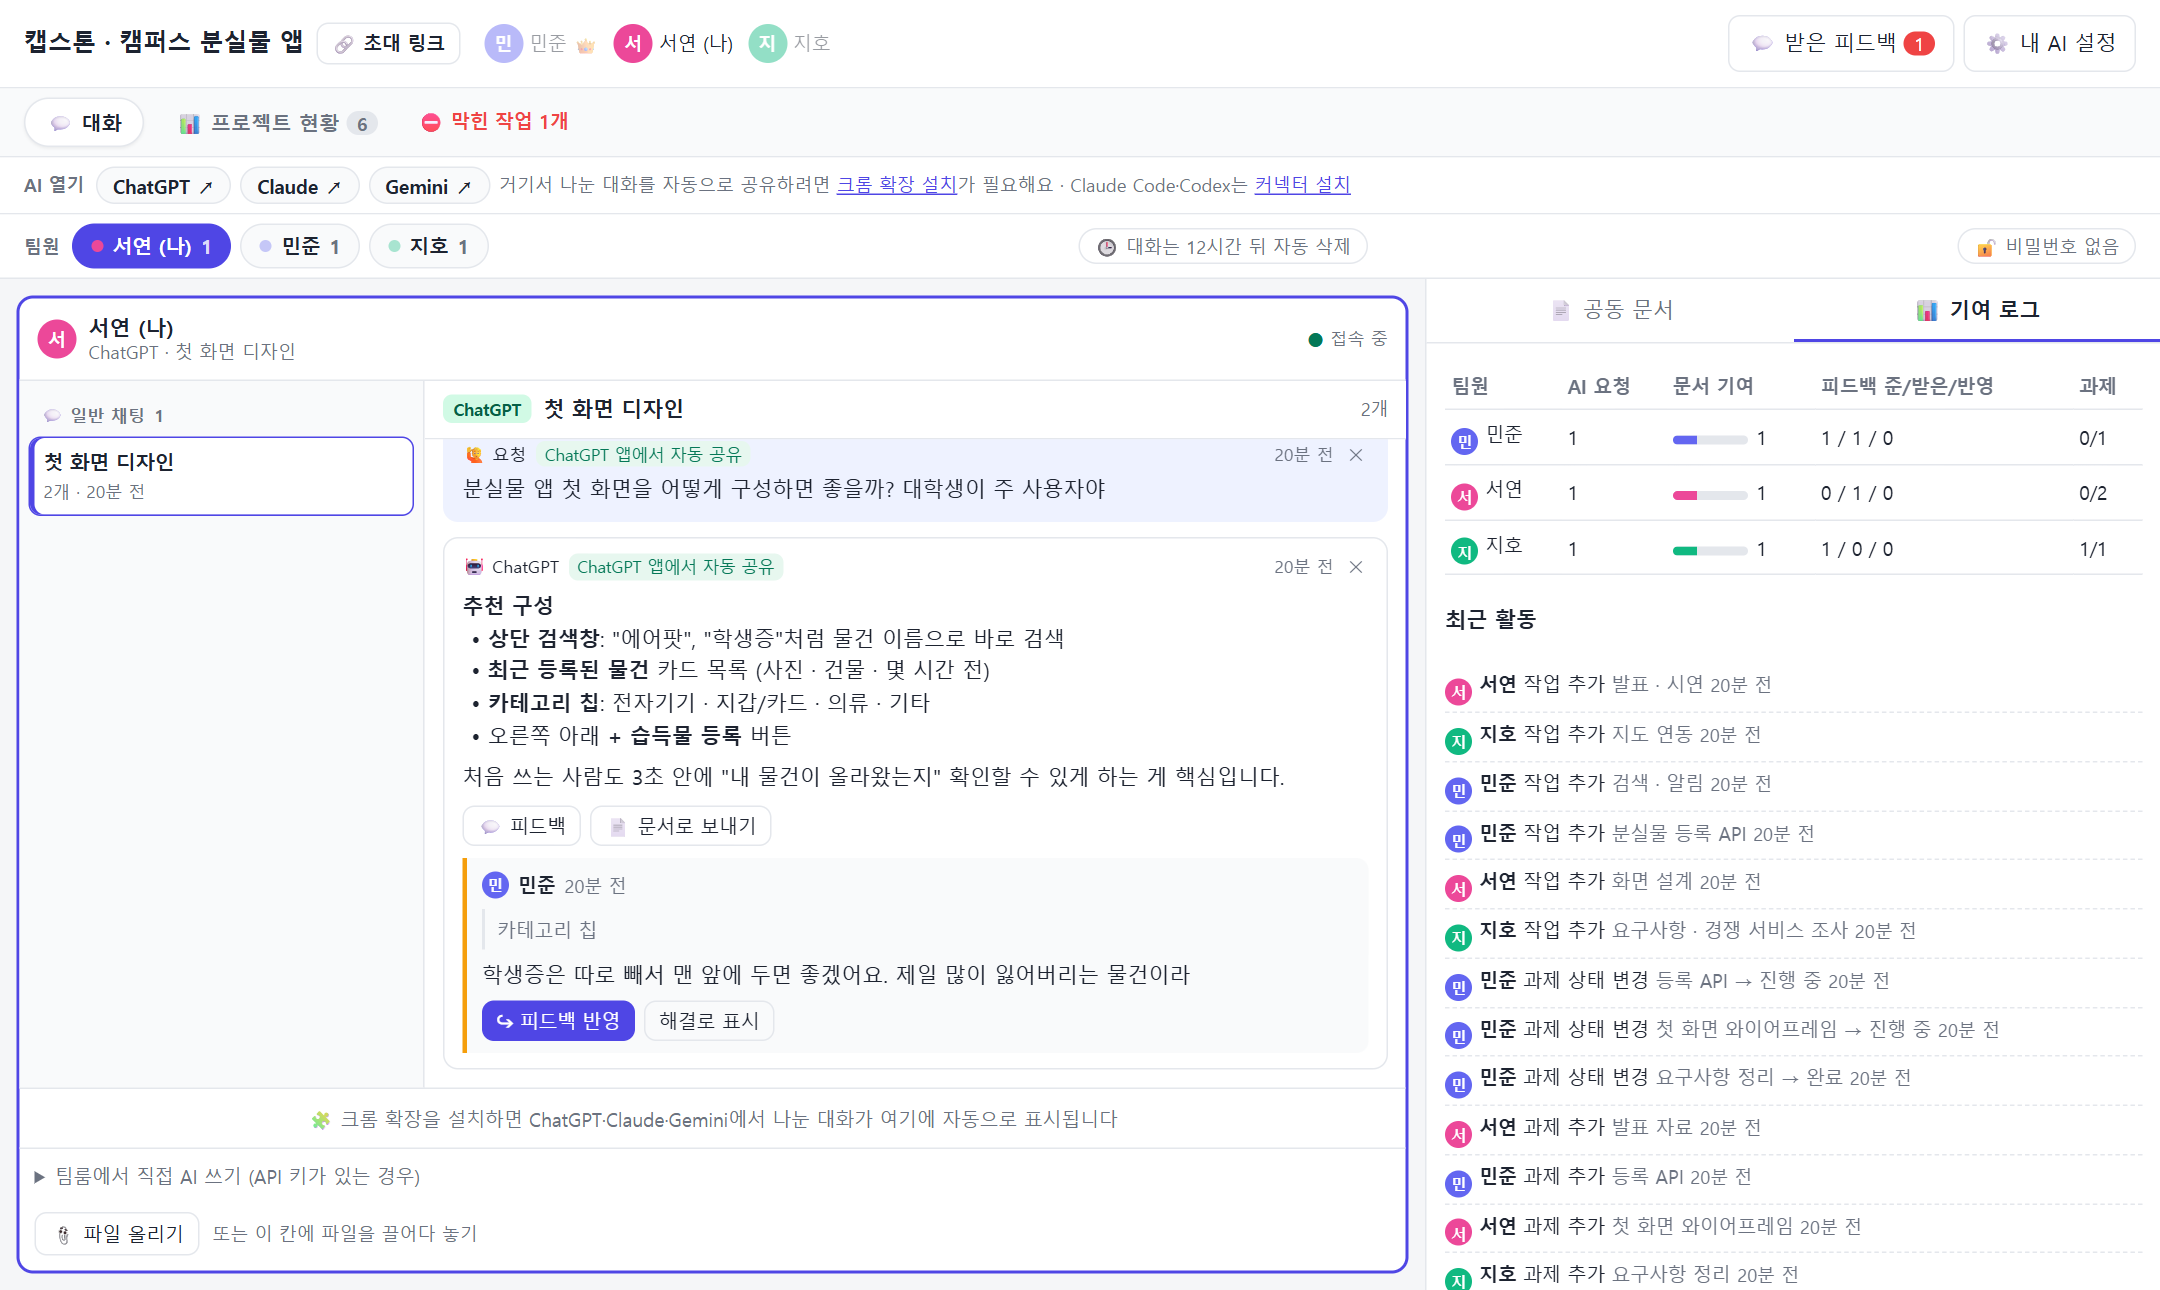 캡스톤 · 캠퍼스 분실물 앱
초대 링크
민 민준
서 서연 (나)
지 지호
받은 피드백 1
내 AI 설정
대화
프로젝트 현황 6
막힌 작업 1개
AI 열기 ChatGPT ↗ Claude ↗ Gemini ↗ 거기서 나눈 대화를 자동으로 공유하려면 크롬 확장 설치가 필요해요 · Claude Code·Codex는 커넥터 설치
팀원 서연 (나) 1 민준 1 지호 1
대화는 12시간 뒤 자동 삭제
비밀번호 없음
서 서연 (나)
ChatGPT · 첫 화면 디자인
접속 중
일반 채팅 1
첫 화면 디자인
2개 · 20분 전
ChatGPT 첫 화면 디자인 2개
요청 ChatGPT 앱에서 자동 공유 20분 전 ×
분실물 앱 첫 화면을 어떻게 구성하면 좋을까? 대학생이 주 사용자야
ChatGPT ChatGPT 앱에서 자동 공유 20분 전 ×
추천 구성
• 상단 검색창: "에어팟", "학생증"처럼 물건 이름으로 바로 검색
• 최근 등록된 물건 카드 목록 (사진 · 건물 · 몇 시간 전)
• 카테고리 칩: 전자기기 · 지갑/카드 · 의류 · 기타
• 오른쪽 아래 + 습득물 등록 버튼
처음 쓰는 사람도 3초 안에 "내 물건이 올라왔는지" 확인할 수 있게 하는 게 핵심입니다.
피드백
문서로 보내기
민 민준 20분 전
카테고리 칩
학생증은 따로 빼서 맨 앞에 두면 좋겠어요. 제일 많이 잃어버리는 물건이라
↪ 피드백 반영
해결로 표시
크롬 확장을 설치하면 ChatGPT·Claude·Gemini에서 나눈 대화가 여기에 자동으로 표시됩니다
▶ 팀룸에서 직접 AI 쓰기 (API 키가 있는 경우)
파일 올리기 또는 이 칸에 파일을 끌어다 놓기
공동 문서
기여 로그
팀원 AI 요청 문서 기여 피드백 준/받은/반영 과제
민 민준 1 1 1 / 1 / 0 0/1
서 서연 1 1 0 / 1 / 0 0/2
지 지호 1 1 1 / 0 / 0 1/1
최근 활동
서 서연 작업 추가 발표 · 시연 20분 전
지 지호 작업 추가 지도 연동 20분 전
민 민준 작업 추가 검색 · 알림 20분 전
민 민준 작업 추가 분실물 등록 API 20분 전
서 서연 작업 추가 화면 설계 20분 전
지 지호 작업 추가 요구사항 · 경쟁 서비스 조사 20분 전
민 민준 과제 상태 변경 등록 API → 진행 중 20분 전
민 민준 과제 상태 변경 첫 화면 와이어프레임 → 진행 중 20분 전
민 민준 과제 상태 변경 요구사항 정리 → 완료 20분 전
서 서연 과제 추가 발표 자료 20분 전
민 민준 과제 추가 등록 API 20분 전
서 서연 과제 추가 첫 화면 와이어프레임 20분 전
지 지호 과제 추가 요구사항 정리 20분 전